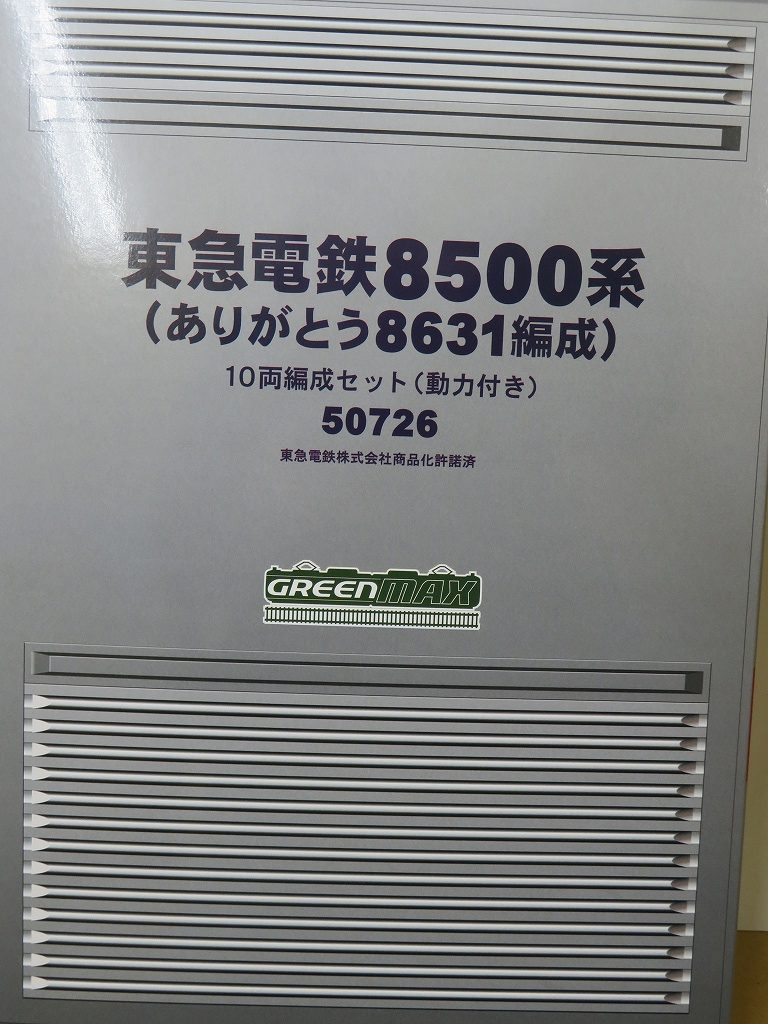 東急電鉄8500系
(ありがとう8631編成)
10両編成セット(動力付き)
50726
東急電鉄株式会社商品化許諾済
GREENMAX